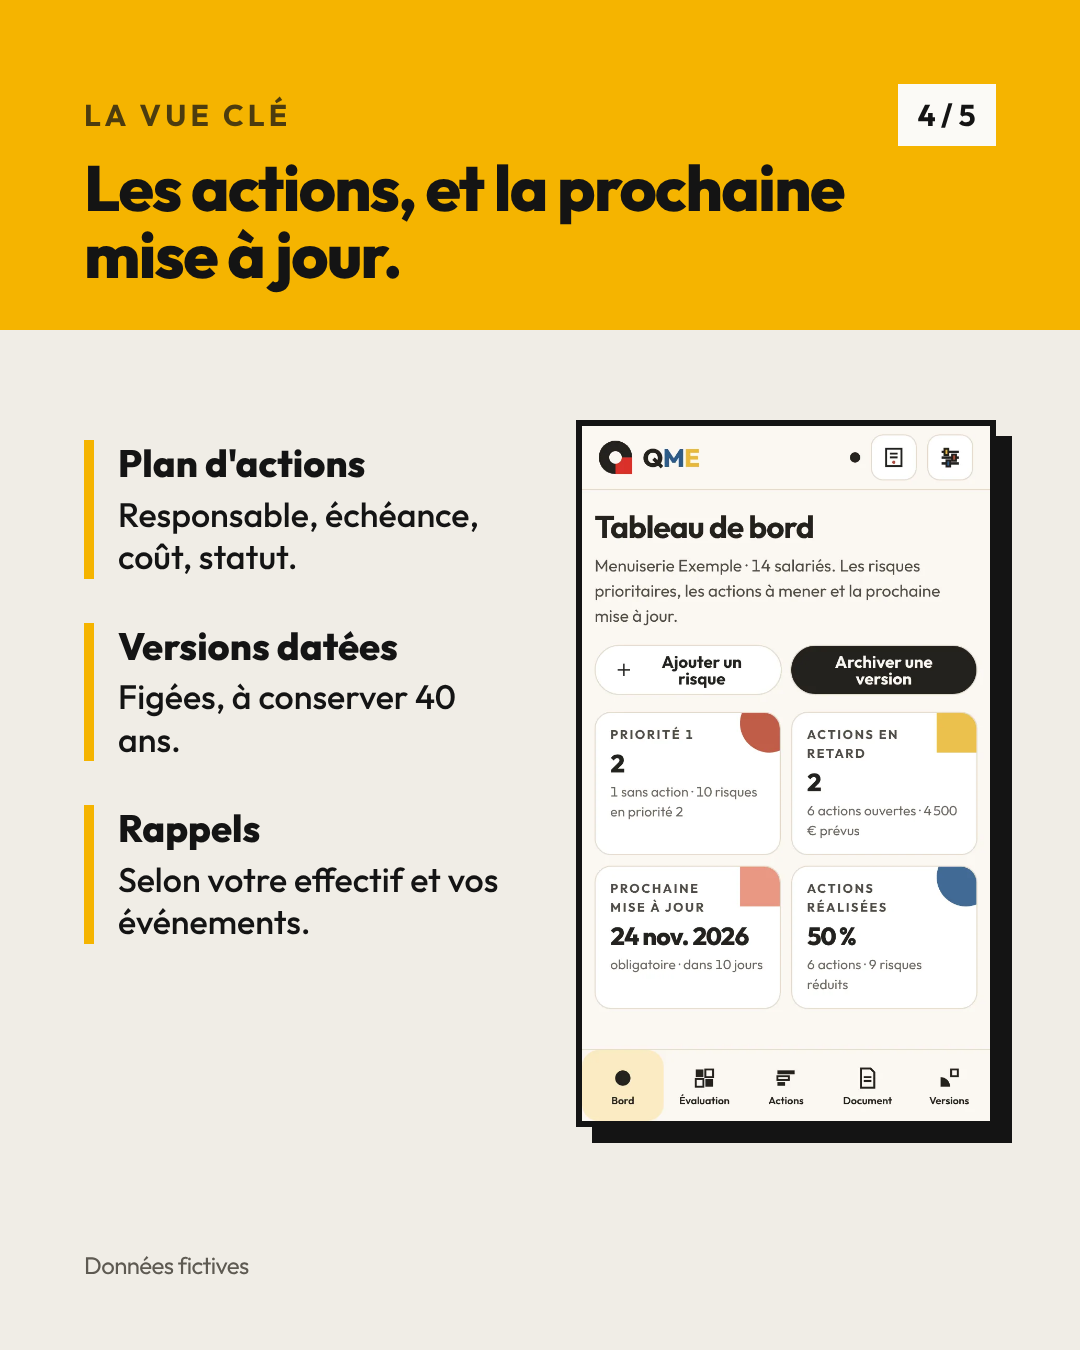 LA VUE CLÉ
4 / 5
Les actions, et la prochaine
mise à jour.
Plan d'actions
Responsable, échéance,
coût, statut.
Versions datées
Figées, à conserver 40
ans.
Rappels
Selon votre effectif et vos
événements.
QME
Tableau de bord
Menuiserie Exemple · 14 salariés. Les risques
prioritaires, les actions à mener et la prochaine
mise à jour.
+ Ajouter un
risque
Archiver une
version
PRIORITÉ 1
2
1 sans action · 10 risques
en priorité 2
ACTIONS EN
RETARD
2
6 actions ouvertes · 4 500
€ prévus
PROCHAINE
MISE À JOUR
24 nov. 2026
obligatoire · dans 10 jours
ACTIONS
RÉALISÉES
50 %
6 actions · 9 risques
réduits
Bord
Évaluation
Actions
Document
Versions
Données fictives